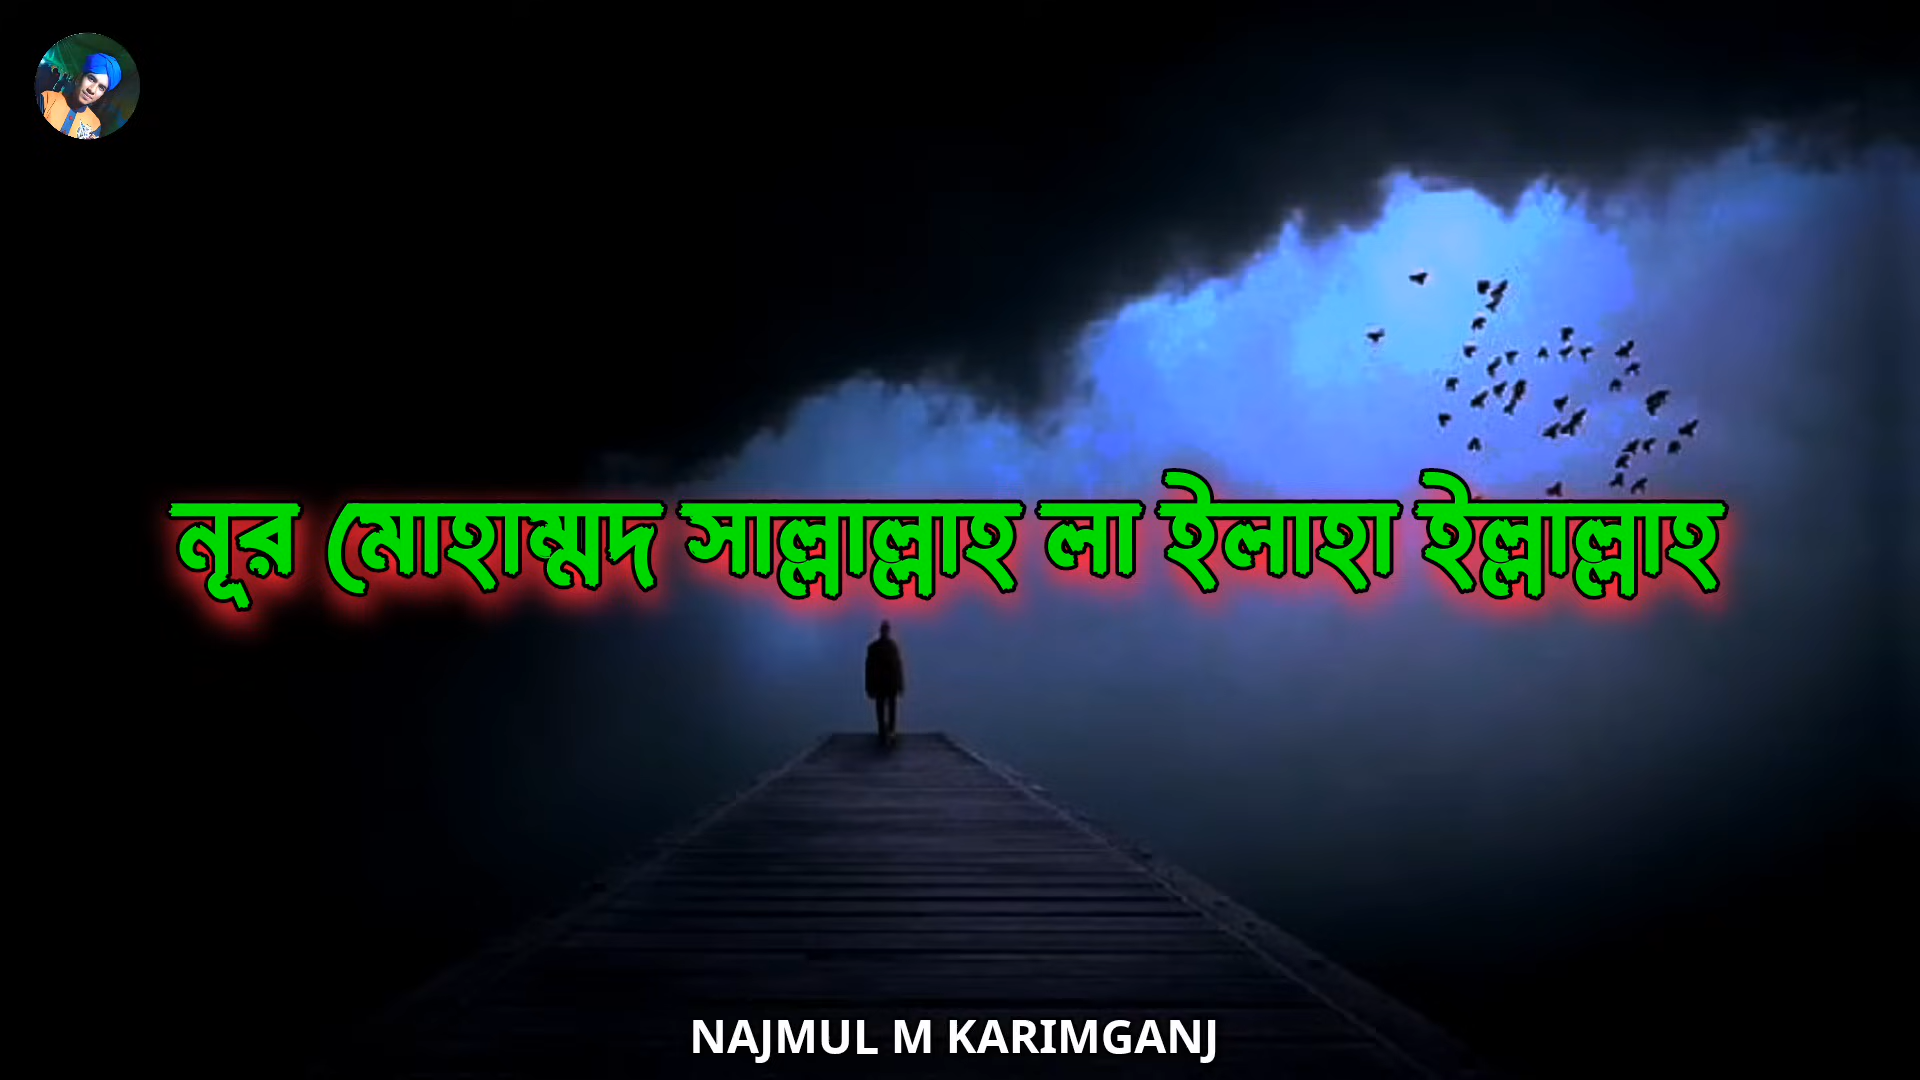 নূর মোহাম্মদ সাল্লাল্লাহ লা ইলাহা ইল্লাল্লাহ
NAJMUL M KARIMGANJ